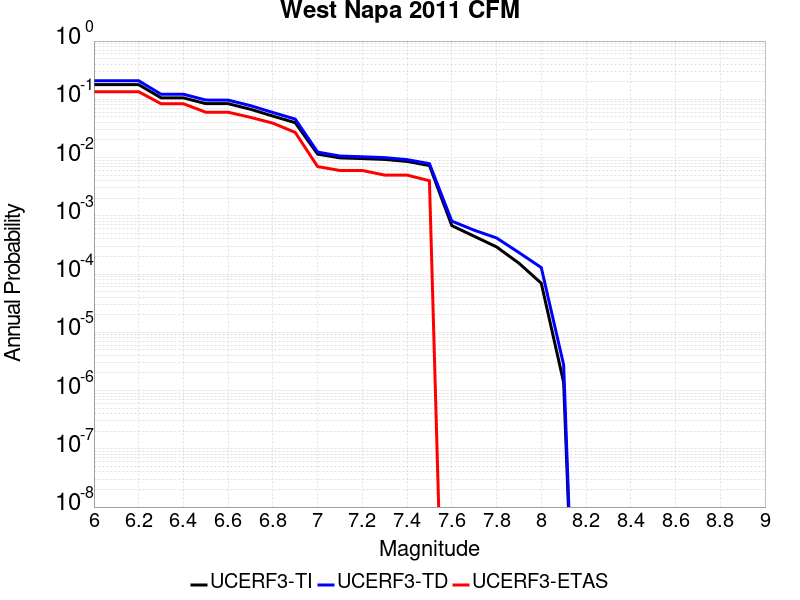 West Napa 2011 CFM
10^0
10^-1
10^-2
10^-3
10^-4
10^-5
10^-6
10^-7
10^-8
Annual Probability
6 6.2 6.4 6.6 6.8 7 7.2 7.4 7.6 7.8 8 8.2 8.4 8.6 8.8 9
Magnitude
UCERF3-TI UCERF3-TD UCERF3-ETAS